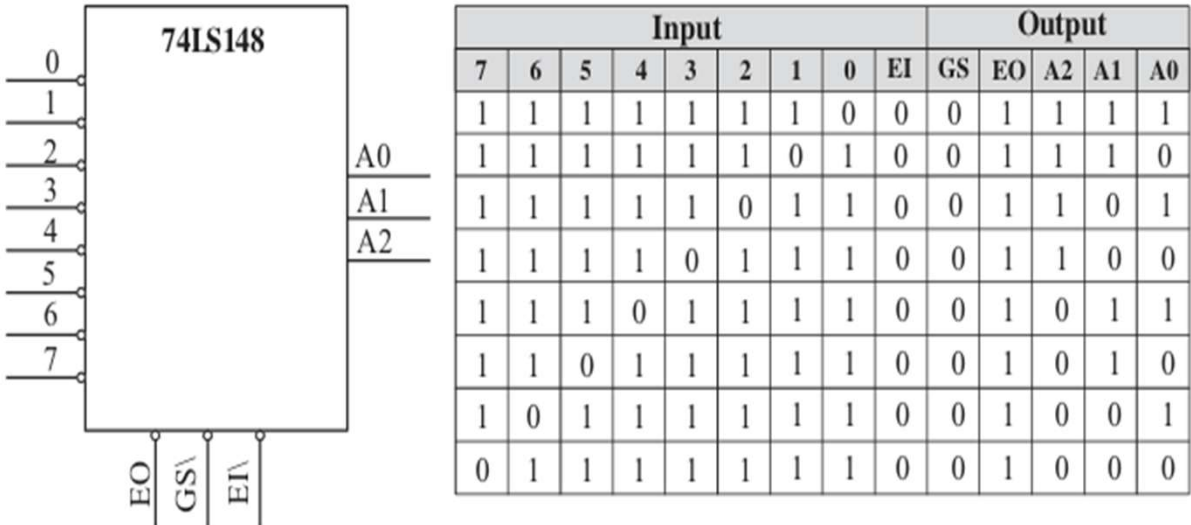 74LS148
0
1
2
3
4
5
6
7
A0
A1
A2
EO
GS\
EI\
Input Output
7 6 5 4 3 2 1 0 EI GS EO A2 A1 A0
1 1 1 1 1 1 1 0 0 0 1 1 1 1
1 1 1 1 1 1 0 1 0 0 1 1 1 0
1 1 1 1 1 0 1 1 0 0 1 1 0 1
1 1 1 1 0 1 1 1 0 0 1 1 0 0
1 1 1 0 1 1 1 1 0 0 1 0 1 1
1 1 0 1 1 1 1 1 0 0 1 0 1 0
1 0 1 1 1 1 1 1 0 0 1 0 0 1
0 1 1 1 1 1 1 1 0 0 1 0 0 0